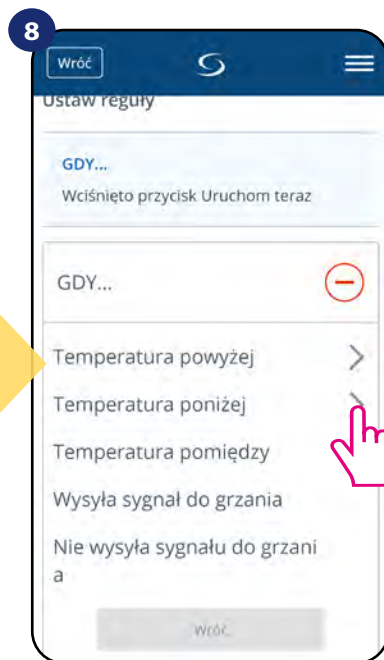 8
Wróć
Ustaw reguły
GDY...
Wciśnięto przycisk Uruchom teraz
GDY...
Temperatura powyżej
Temperatura poniżej
Temperatura pomiędzy
Wysyła sygnał do grzania
Nie wysyła sygnału do grzani
a
Wróć